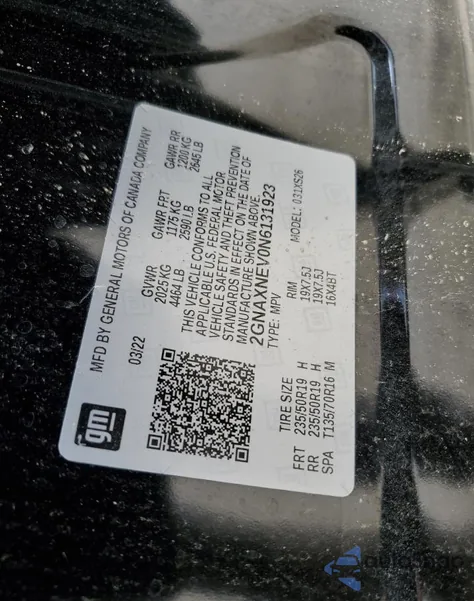 gm
MFD BY GENERAL MOTORS OF CANADA COMPANY
03/22
GVWR GAWR FRT GAWR RR
2025 KG 1175 KG 1200 KG
4464 LB 2590 LB 2645 LB
THIS VEHICLE CONFORMS TO ALL
APPLICABLE U.S. FEDERAL MOTOR
VEHICLE SAFETY AND THEFT PREVENTION
STANDARDS IN EFFECT ON THE DATE OF
MANUFACTURE SHOWN ABOVE.
2GNAXNEV0N6131923
TYPE: MPV MODEL: 031XS26
TIRE SIZE RIM
FRT 235/50R19 H 19X7.5J
RR 235/50R19 H 19X7.5J
SPA T135/70R16 M 16X4BT